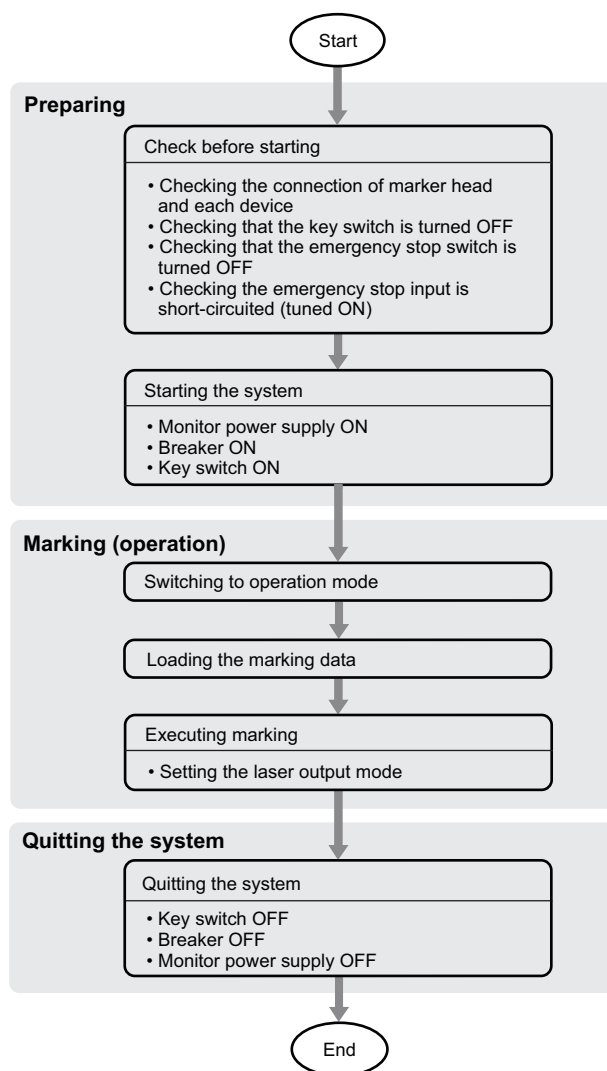 Start
Preparing
Check before starting
• Checking the connection of marker head
and each device
• Checking that the key switch is turned OFF
• Checking that the emergency stop switch is
turned OFF
• Checking the emergency stop input is
short-circuited (tuned ON)
Starting the system
• Monitor power supply ON
• Breaker ON
• Key switch ON
Marking (operation)
Switching to operation mode
Loading the marking data
Executing marking
• Setting the laser output mode
Quitting the system
Quitting the system
• Key switch OFF
• Breaker OFF
• Monitor power supply OFF
End